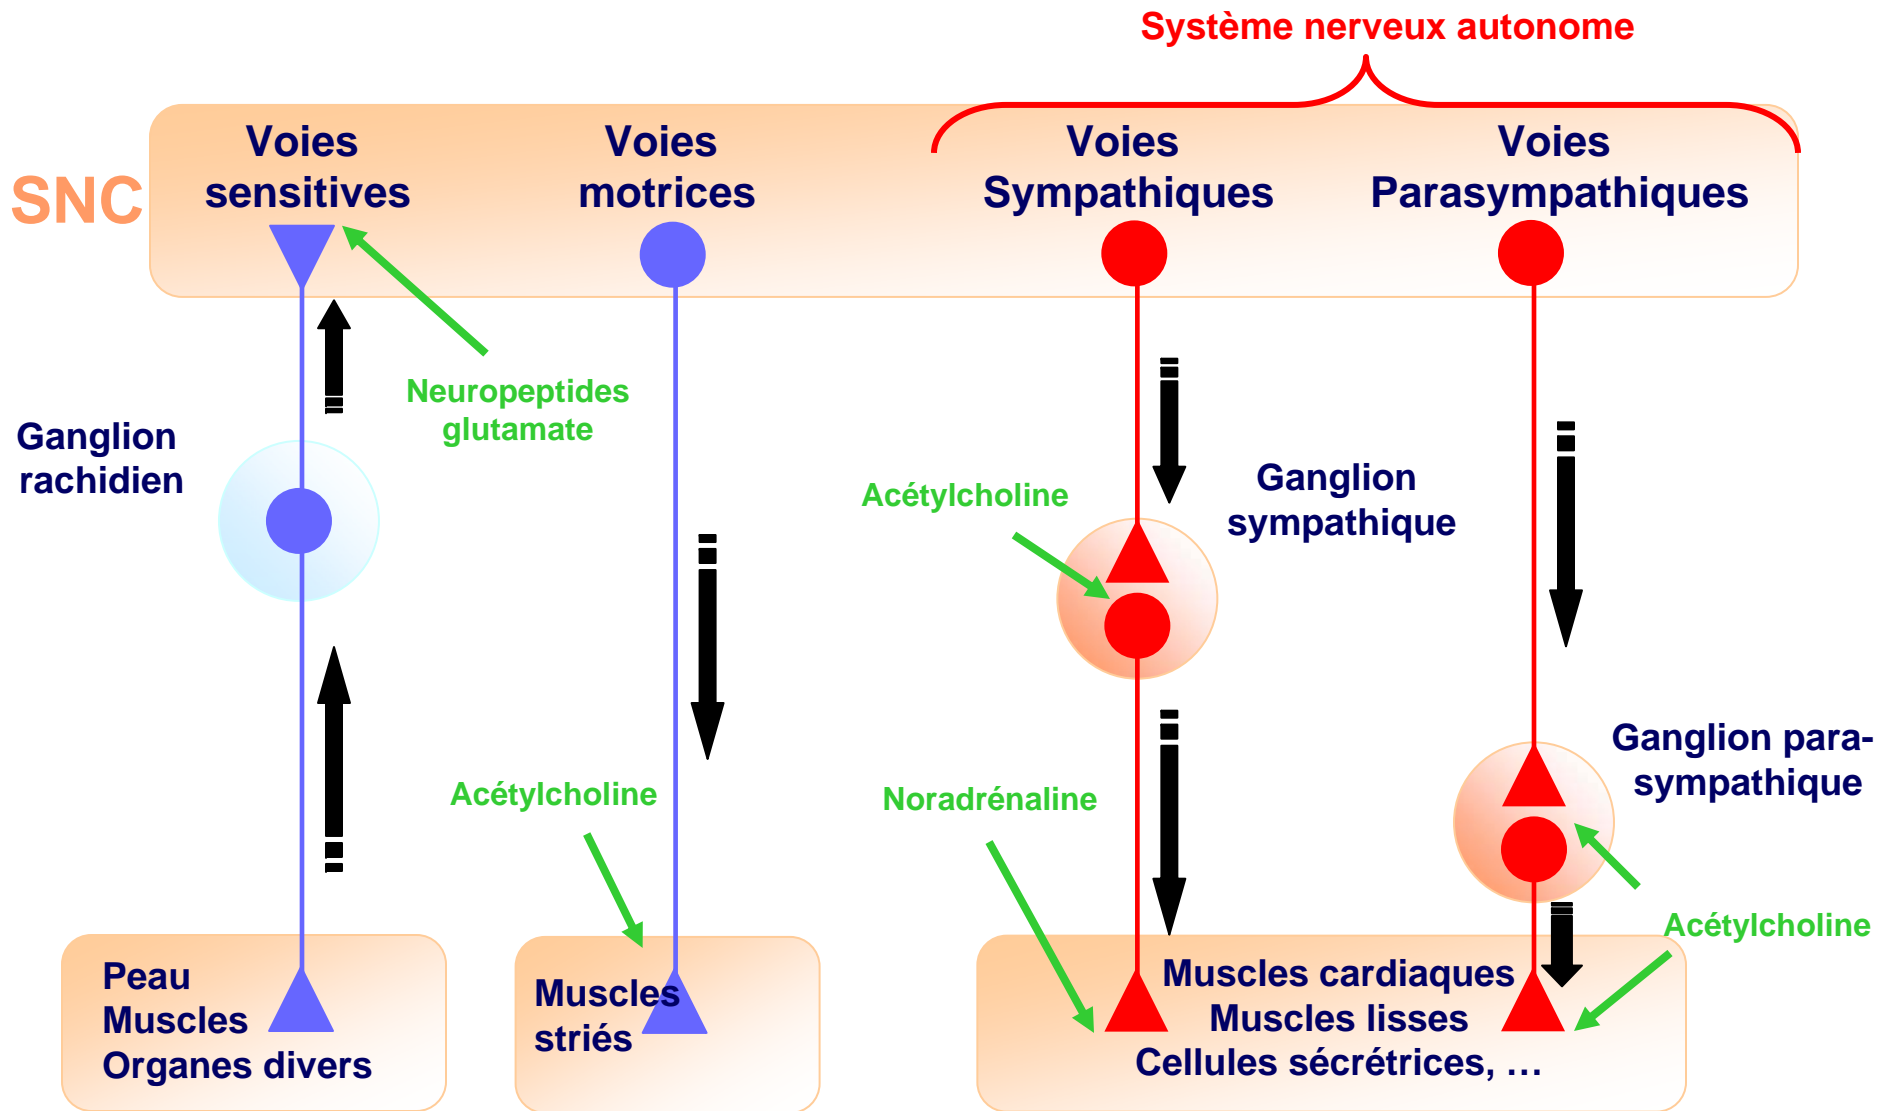 Système nerveux autonome
SNC
Voies
sensitives
Voies
motrices
Voies
Sympathiques
Voies
Parasympathiques
Neuropeptides
glutamate
Ganglion
rachidien
Acétylcholine
Ganglion
sympathique
Acétylcholine
Noradrénaline
Ganglion para-
sympathique
Acétylcholine
Peau
Muscles
Organes divers
Muscles
striés
Muscles cardiaques
Muscles lisses
Cellules sécrétrices, …